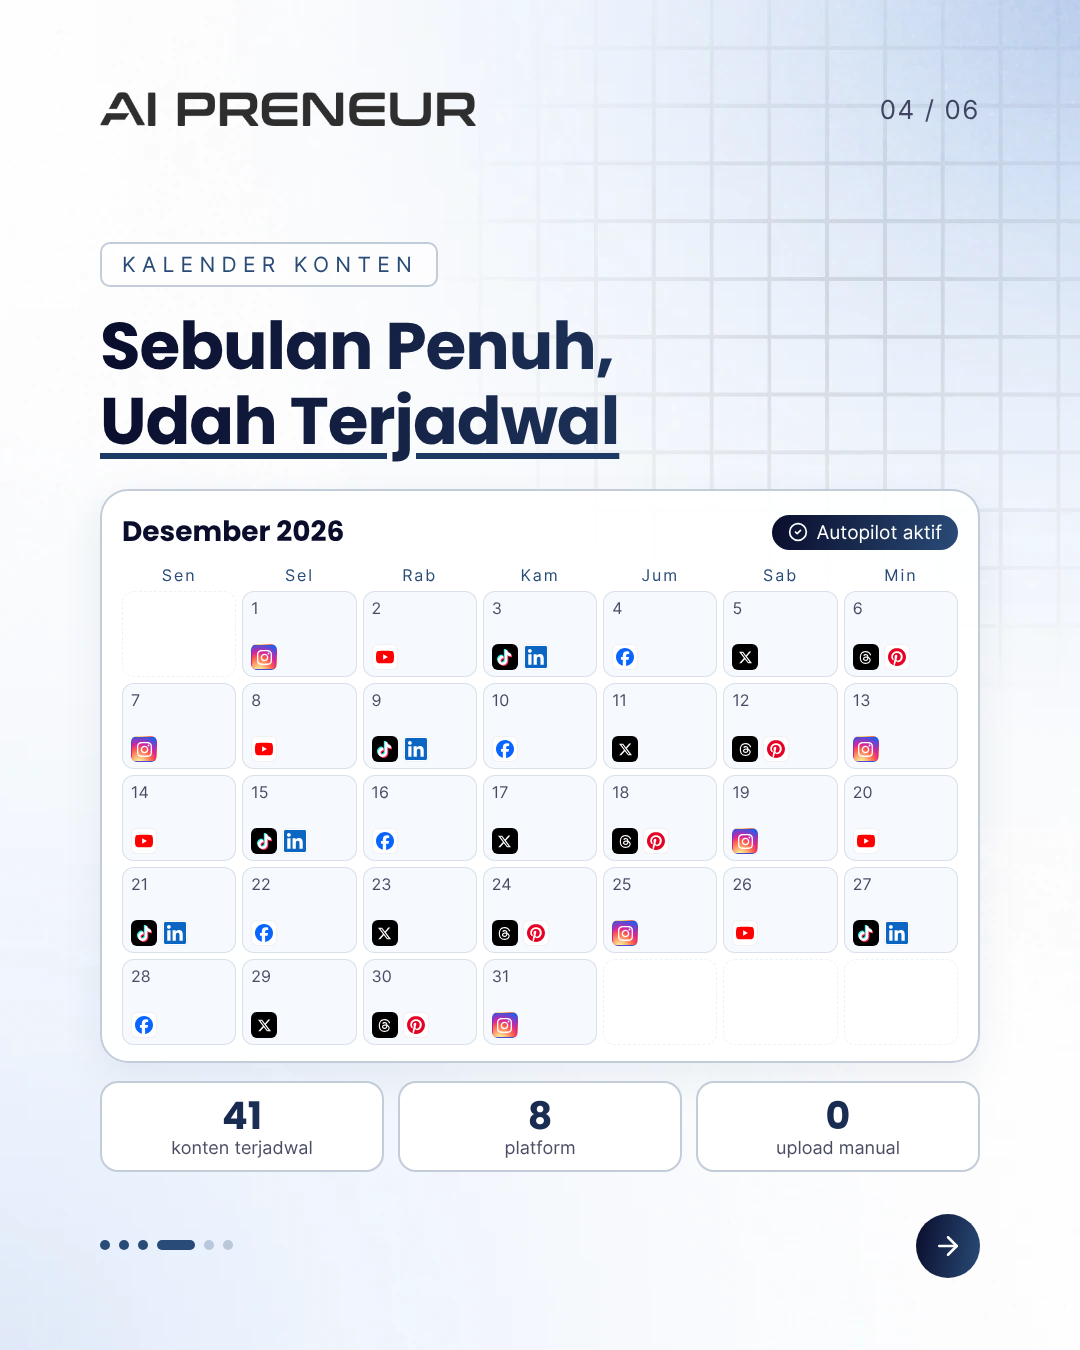 AI PRENEUR
04 / 06
KALENDER KONTEN
Sebulan Penuh,
Udah Terjadwal
Desember 2026
Autopilot aktif
Sen Sel Rab Kam Jum Sab Min
1 2 3 4 5 6
7 8 9 10 11 12 13
14 15 16 17 18 19 20
21 22 23 24 25 26 27
28 29 30 31
41
konten terjadwal
8
platform
0
upload manual